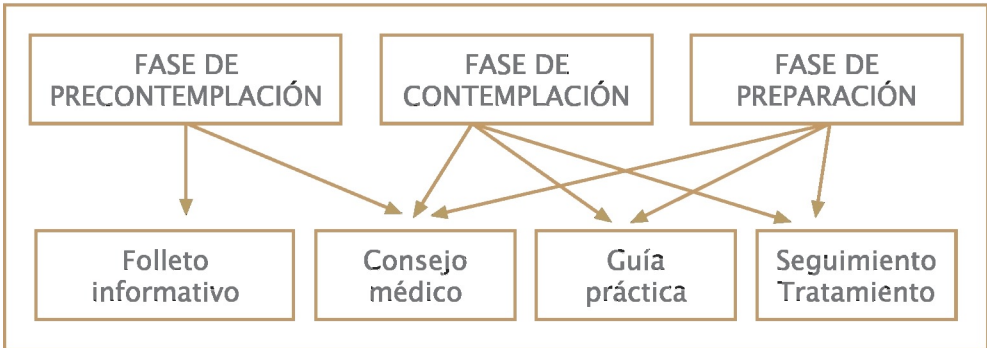 FASE DE
PRECONTEMPLACIÓN
FASE DE
CONTEMPLACIÓN
FASE DE
PREPARACIÓN
Folleto
informativo
Consejo
médico
Guía
práctica
Seguimiento
Tratamiento